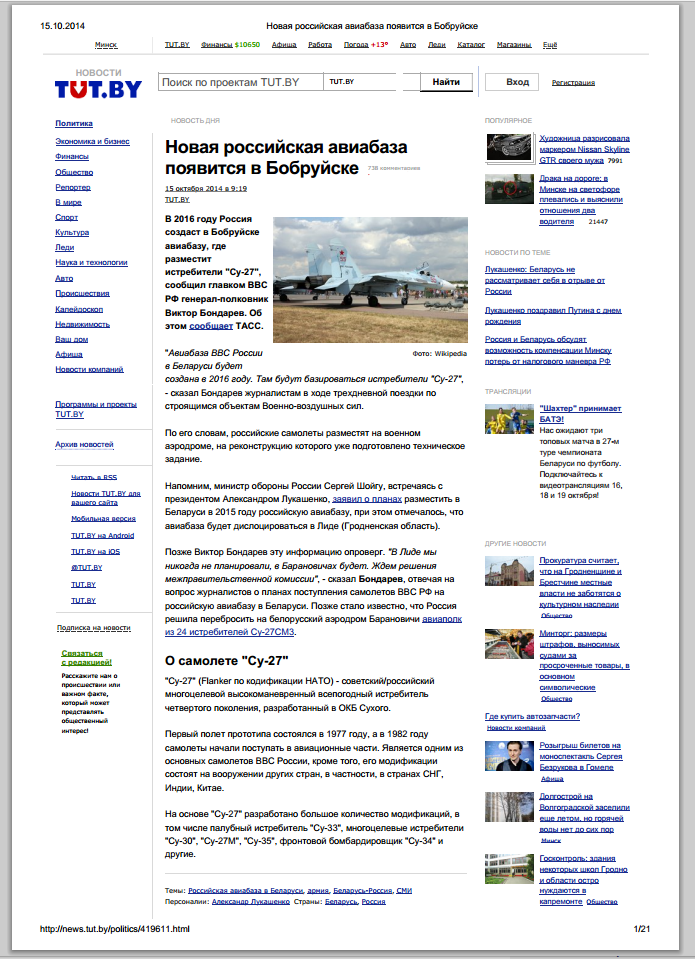 15.10.2014
Новая российская авиабаза появится в Бобруйске
Минск
TUT.BY Финансы $10650 Афиша Работа Погода +13° Авто Леди Каталог Магазины Ещё
НОВОСТИ
TUT.BY
Поиск по проектам TUT.BY
TUT.BY
Найти
Вход
Регистрация
Политика
Экономика и бизнес
Финансы
Общество
Репортер
В мире
Спорт
Культура
Леди
Наука и технологии
Авто
Происшествия
Калейдоскоп
Недвижимость
Ваш дом
Афиша
Новости компаний
Программы и проекты
TUT.BY
Архив новостей
Читать в RSS
Новости TUT.BY для
вашего сайта
Мобильная версия
TUT.BY на Android
TUT.BY на iOS
@TUT.BY
TUT.BY
TUT.BY
Подписка на новости
Связаться
с редакцией!
Расскажите нам о
происшествии или
важном факте,
который может
представлять
общественный
интерес!
НОВОСТЬ ДНЯ
Новая российская авиабаза
появится в Бобруйске
738 комментариев
15 октября 2014 в 9:19
TUT.BY
В 2016 году Россия
создаст в Бобруйске
авиабазу, где
разместит
истребители "Су-27",
сообщил главком ВВС
РФ генерал-полковник
Виктор Бондарев. Об
этом сообщает ТАСС.
Фото: Wikipedia
"Авиабаза ВВС России
в Беларуси будет
создана в 2016 году. Там будут базироваться истребители "Су-27",
- сказал Бондарев журналистам в ходе трехдневной поездки по
строящимся объектам Военно-воздушных сил.
По его словам, российские самолеты разместят на военном
аэродроме, на реконструкцию которого уже подготовлено техническое
задание.
Напомним, министр обороны России Сергей Шойгу, встречаясь с
президентом Александром Лукашенко, заявил о планах разместить в
Беларуси в 2015 году российскую авиабазу, при этом отмечалось, что
авиабаза будет дислоцироваться в Лиде (Гродненская область).
Позже Виктор Бондарев эту информацию опроверг. "В Лиде мы
никогда не планировали, в Барановичах будет. Ждем решения
межправительственной комиссии", - сказал Бондарев, отвечая на
вопрос журналистов о планах поступления самолетов ВВС РФ на
российскую авиабазу в Беларуси. Позже стало известно, что Россия
решила перебросить на белорусский аэродром Барановичи авиаполк
из 24 истребителей Су-27СМ3.
О самолете "Су-27"
"Су-27" (Flanker по кодификации НАТО) - советский/российский
многоцелевой высокоманевренный всепогодный истребитель
четвертого поколения, разработанный в ОКБ Сухого.
Первый полет прототипа состоялся в 1977 году, а в 1982 году
самолеты начали поступать в авиационные части. Является одним из
основных самолетов ВВС России, кроме того, его модификации
состоят на вооружении других стран, в частности, в странах СНГ,
Индии, Китае.
На основе "Су-27" разработано большое количество модификаций, в
том числе палубный истребитель "Су-33", многоцелевые истребители
"Су-30", "Су-27М", "Су-35", фронтовой бомбардировщик "Су-34" и
другие.
Темы: Российская авиабаза в Беларуси, армия, Беларусь-Россия, СМИ
Персоналии: Александр Лукашенко Страны: Беларусь, Россия
ПОПУЛЯРНОЕ
Художница разрисовала
маркером Nissan Skyline
GTR своего мужа 7991
Драка на дороге: в
Минске на светофоре
плевались и выяснили
отношения два
водителя 21447
НОВОСТИ ПО ТЕМЕ
Лукашенко: Беларусь не
рассматривает себя в отрыве от
России
Лукашенко поздравил Путина с днем
рождения
Россия и Беларусь обсудят
возможность компенсации Минску
потерь от налогового маневра РФ
ТРАНСЛЯЦИИ
"Шахтер" принимает
БАТЭ!
Нас ожидают три
топовых матча в 27-м
туре чемпионата
Беларуси по футболу.
Подключайтесь к
видеотрансляциям 16,
18 и 19 октября!
ДРУГИЕ НОВОСТИ
Прокуратура считает,
что на Гродненщине и
Брестчине местные
власти не заботятся о
культурном наследии
Общество
Минторг: размеры
штрафов, выносимых
судами за
просроченные товары, в
основном
символические
Общество
Где купить автозапчасти?
Новости компаний
Розыгрыш билетов на
моноспектакль Сергея
Безрукова в Гомеле
Афиша
Долгострой на
Волгоградской заселили
еще летом, но горячей
воды нет до сих пор
Минск
Госконтроль: здания
некоторых школ Гродно
и области остро
нуждаются в
капремонте Общество
http://news.tut.by/politics/419611.html
1/21